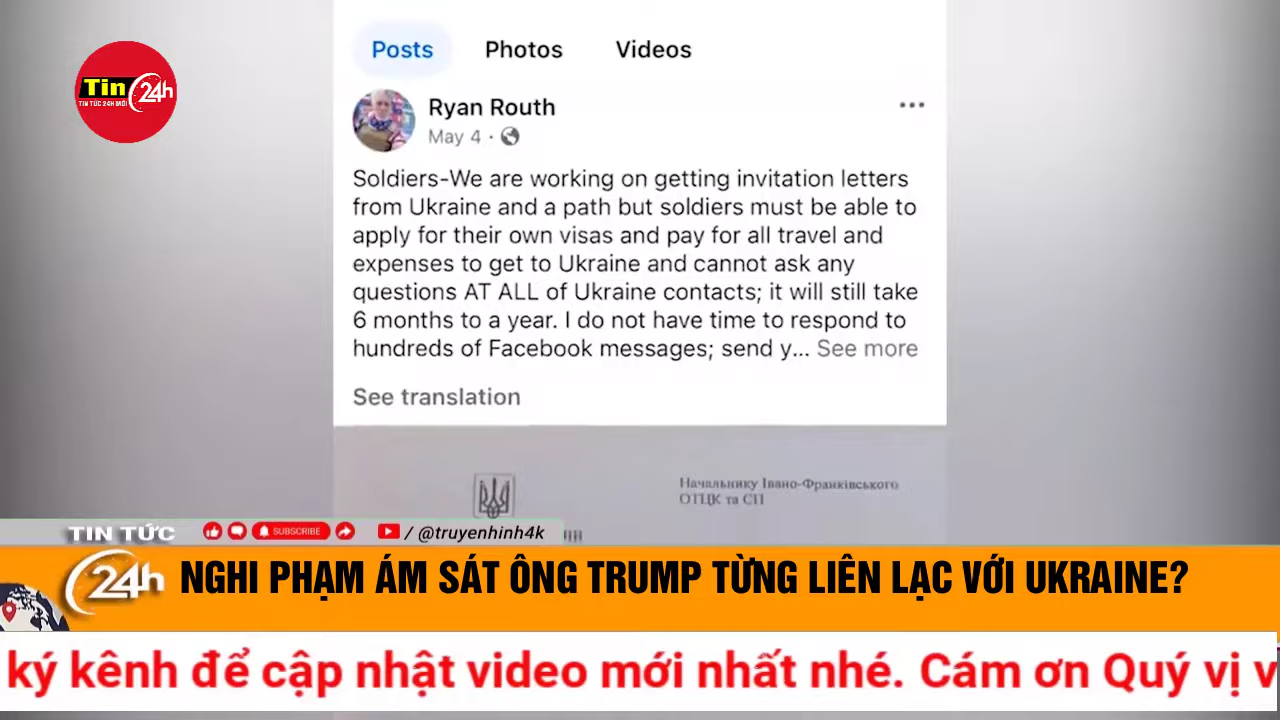 Posts Photos Videos
Tin 24h
TIN TỨC 24H MỚI
Ryan Routh
May 4 ·
Soldiers-We are working on getting invitation letters
from Ukraine and a path but soldiers must be able to
apply for their own visas and pay for all travel and
expenses to get to Ukraine and cannot ask any
questions AT ALL of Ukraine contacts; it will still take
6 months to a year. I do not have time to respond to
hundreds of Facebook messages; send y... See more
See translation
Начальнику Івано-Франківського
ОТЦК та СП
TIN TỨC SUBSCRIBE / @truyenhinh4k
24h NGHI PHẠM ÁM SÁT ÔNG TRUMP TỪNG LIÊN LẠC VỚI UKRAINE?
ký kênh để cập nhật video mới nhất nhé. Cám ơn Quý vị v